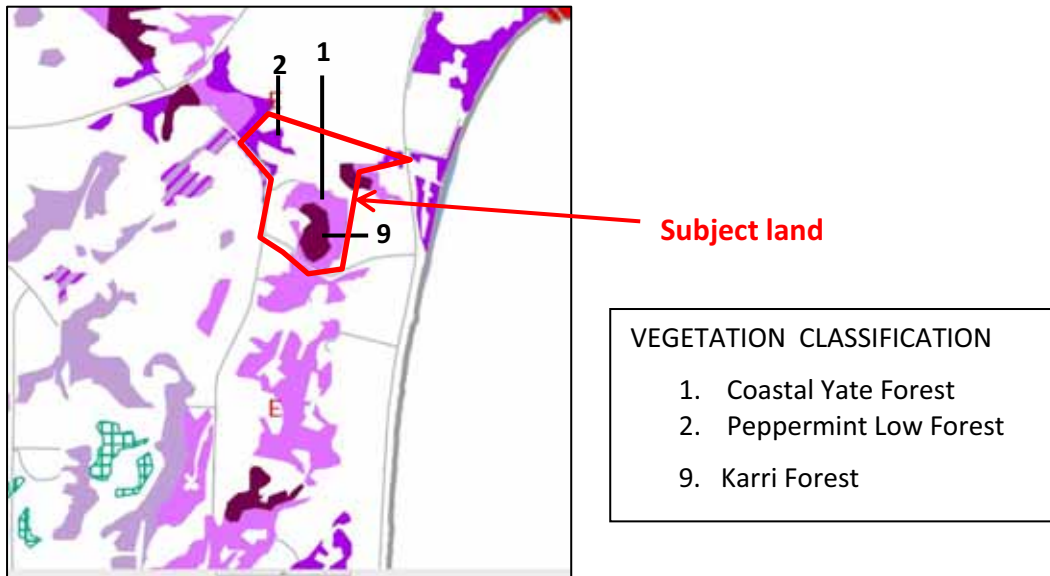 1
2
E
9
E
Subject land
VEGETATION CLASSIFICATION
1. Coastal Yate Forest
2. Peppermint Low Forest
9. Karri Forest